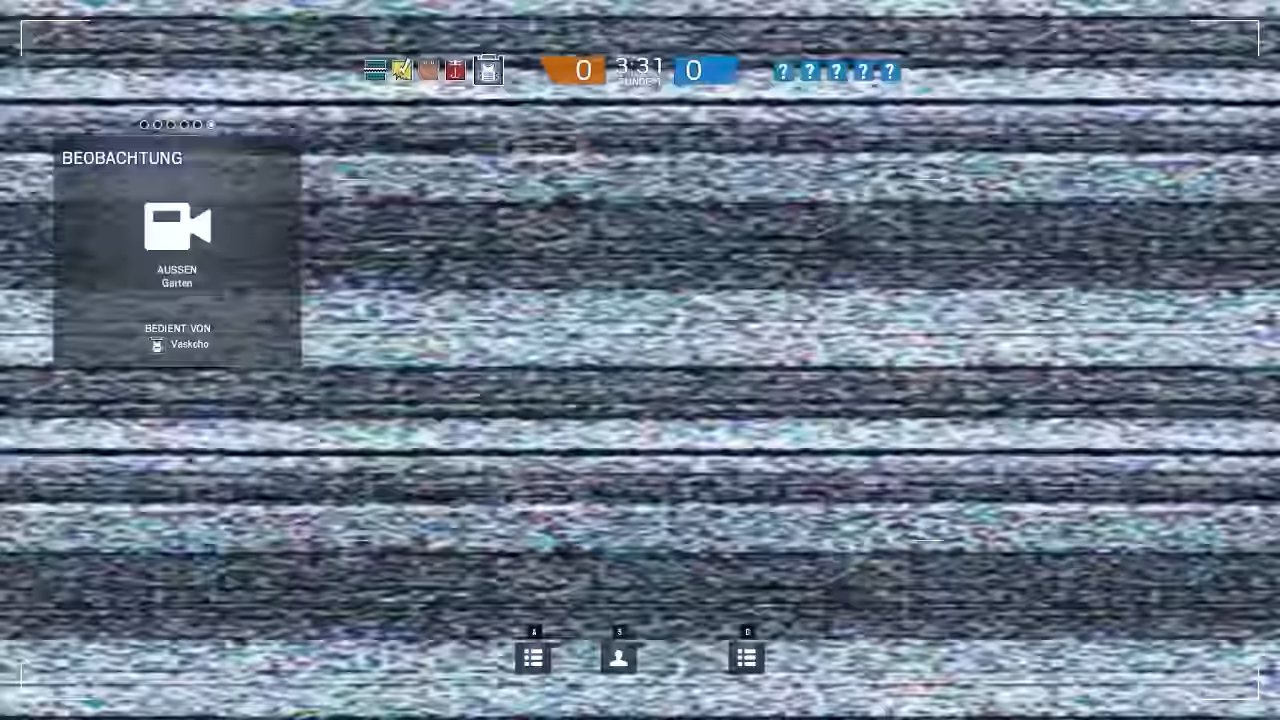 0 3:31 0
? ? ? ? ?
BEOBACHTUNG
AUSSEN
Garten
BEDIENT VON
Vaskcho
A S D